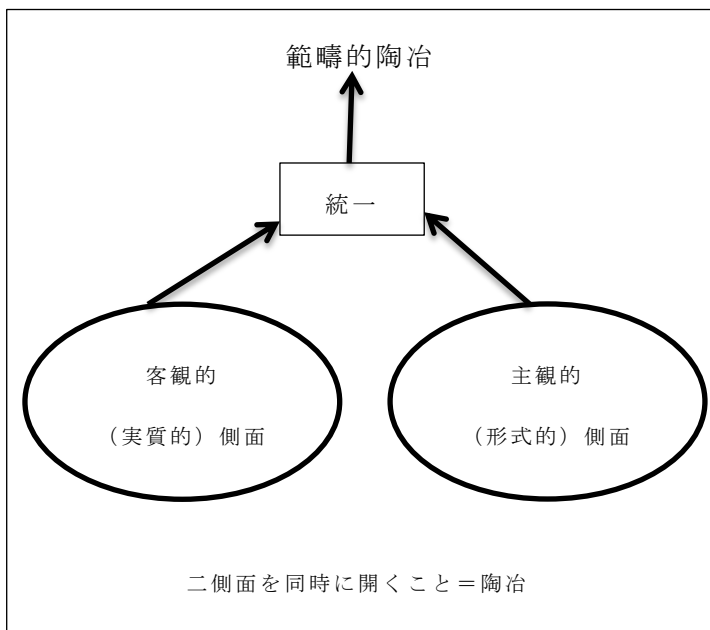 範疇的陶冶
統一
客観的
（実質的）側面
主観的
（形式的）側面
二側面を同時に開くこと＝陶冶